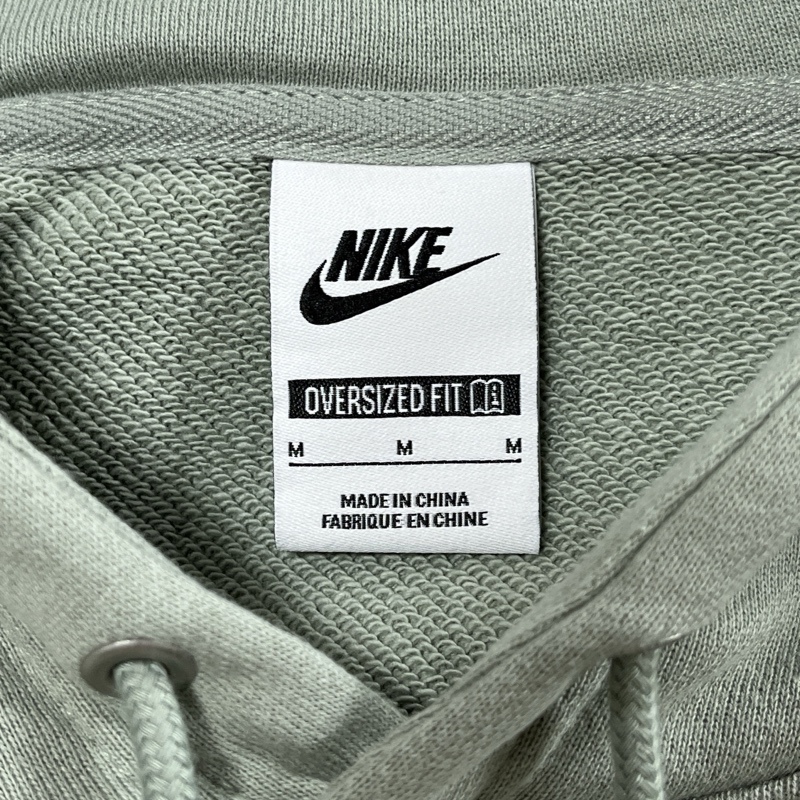 NIKE
OVERSIZED FIT
M M M
MADE IN CHINA
FABRIQUE EN CHINE